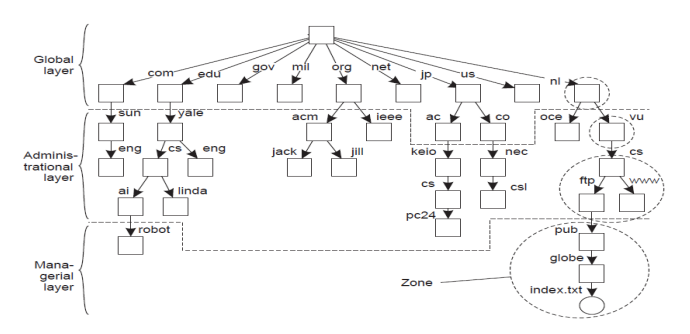 Global
layer
com
edu
gov
mil
org
net
jp
us
nl
sun
yale
acm
ieee
ac
co
oce
vu
Adminis-
trational
layer
eng
cs
eng
jack
jill
keio
nec
cs
ai
linda
cs
csl
ftp
www
pc24
robot
pub
Mana-
gerial
layer
globe
Zone
index.txt